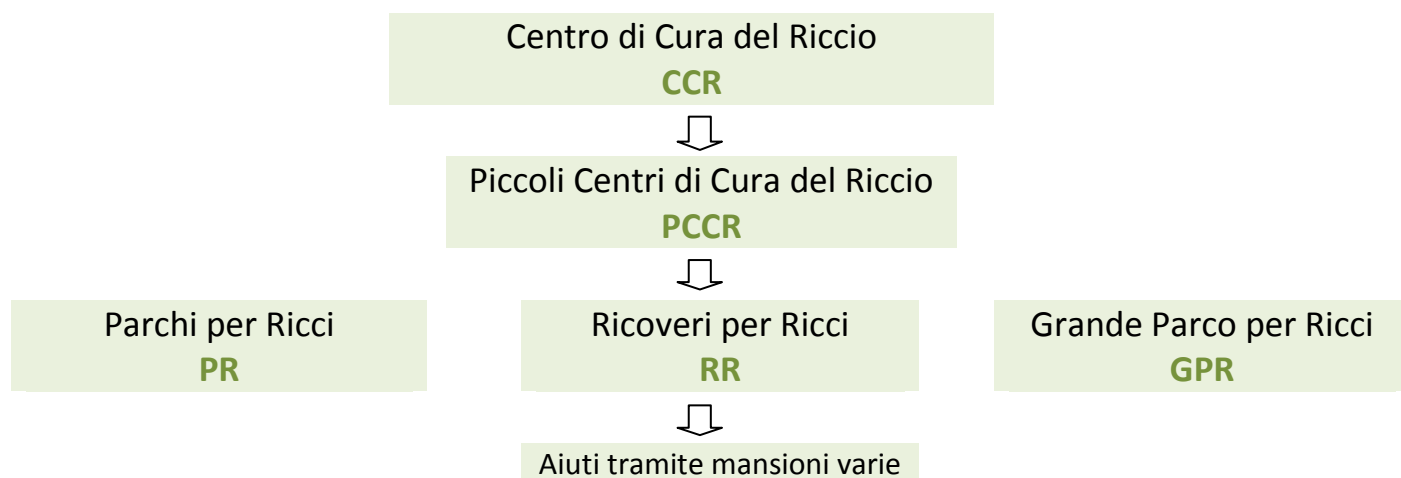 Centro di Cura del Riccio
CCR
Piccoli Centri di Cura del Riccio
PCCR
Parchi per Ricci
PR
Ricoveri per Ricci
RR
Grande Parco per Ricci
GPR
Aiuti tramite mansioni varie